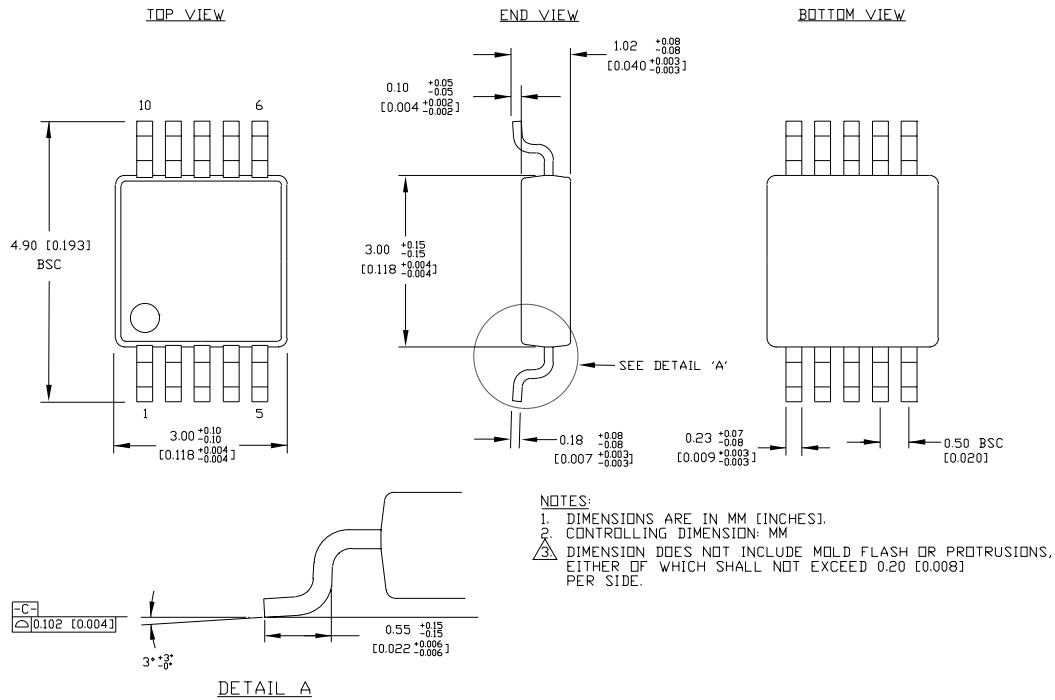 TOP VIEW
END VIEW
BOTTOM VIEW
1.02 +0.08 -0.08
[0.040 +0.003 -0.003]
0.10 +0.05 -0.05
[0.004 +0.002 -0.002]
10
6
4.90 [0.193]
BSC
3.00 +0.15 -0.15
[0.118 +0.004 -0.004]
SEE DETAIL 'A'
1
5
3.00 +0.10 -0.10
[0.118 +0.004 -0.004]
0.18 +0.08 -0.08
[0.007 +0.003 -0.003]
0.23 +0.07 -0.08
[0.009 +0.003 -0.003]
0.50 BSC
[0.020]
NOTES:
1. DIMENSIONS ARE IN MM [INCHES].
2. CONTROLLING DIMENSION: MM
3. DIMENSION DOES NOT INCLUDE MOLD FLASH OR PROTRUSIONS,
EITHER OF WHICH SHALL NOT EXCEED 0.20 [0.008]
PER SIDE.
-C-
0.102 [0.004]
3° +3° -0°
0.55 +0.15 -0.15
[0.022 +0.006 -0.006]
DETAIL A